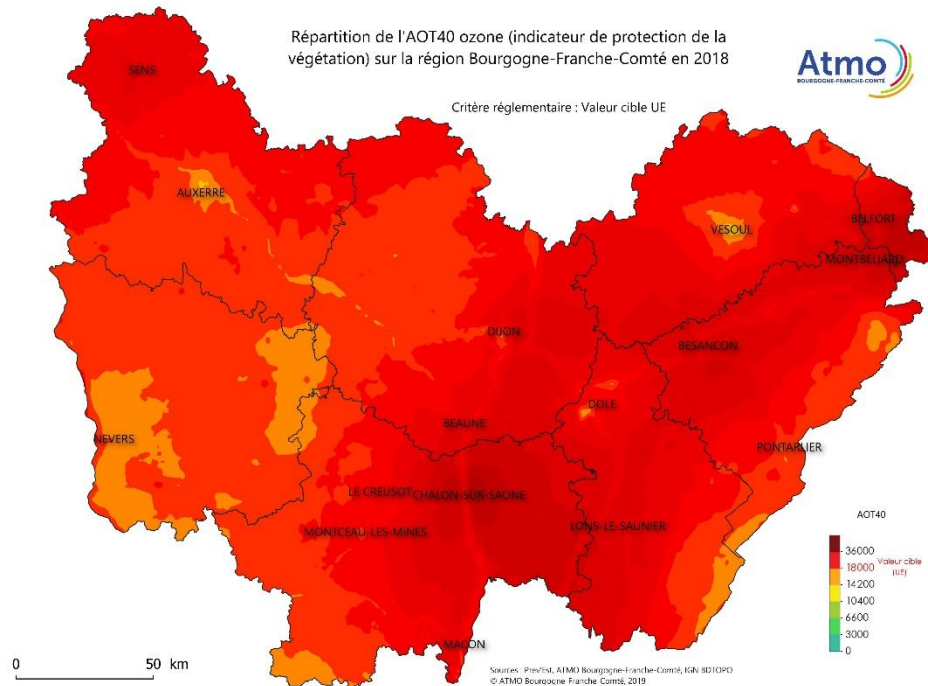 Répartition de l'AOT40 ozone (indicateur de protection de la
végétation) sur la région Bourgogne-Franche-Comté en 2018
Atmo
BOURGOGNE-FRANCHE-COMTÉ
Critère réglementaire : Valeur cible UE
SENS
AUXERRE
VESOUL
BELFORT
MONTBELIARD
DIJON
BESANCON
DOLE
BEAUNE
NEVERS
PONTARLIER
LE CREUSOT
CHALON-SUR-SAONE
MONTCEAU-LES-MINES
LONS-LE-SAUNIER
MACON
AOT40
36000
18000 Valeur cible
(UE)
14200
10400
6600
3000
0
0 50 km
Sources : Prev'Est, ATMO Bourgogne-Franche-Comté, IGN BDTOPO
© ATMO Bourgogne-Franche-Comté, 2019